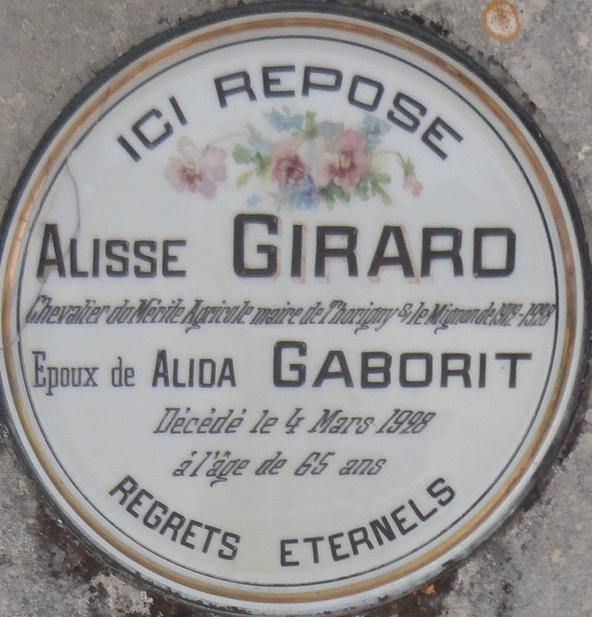 ICI REPOSE
ALISSE GIRARD
Chevalier du Mérite Agricole maire de Thorigny s/ le Mignon de 1912-1928
Epoux de ALIDA GABORIT
Décédé le 4 Mars 1928
à l'âge de 65 ans
REGRETS ETERNELS